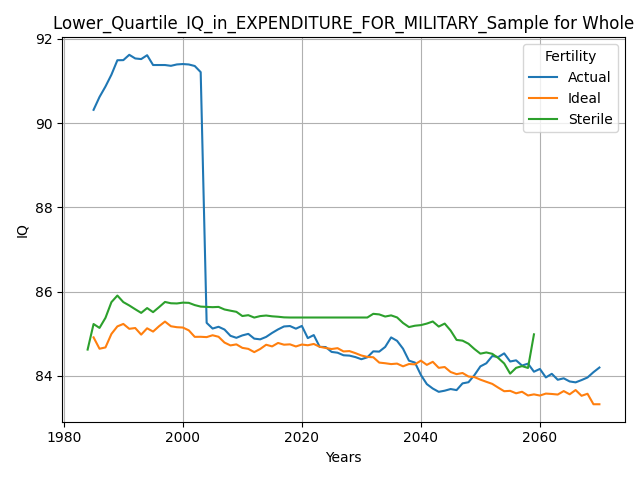 Lower_Quartile_IQ_in_EXPENDITURE_FOR_MILITARY_Sample for Whole
92
90
88
86
84
IQ
1980
2000
2020
2040
2060
Years
Fertility
Actual
Ideal
Sterile